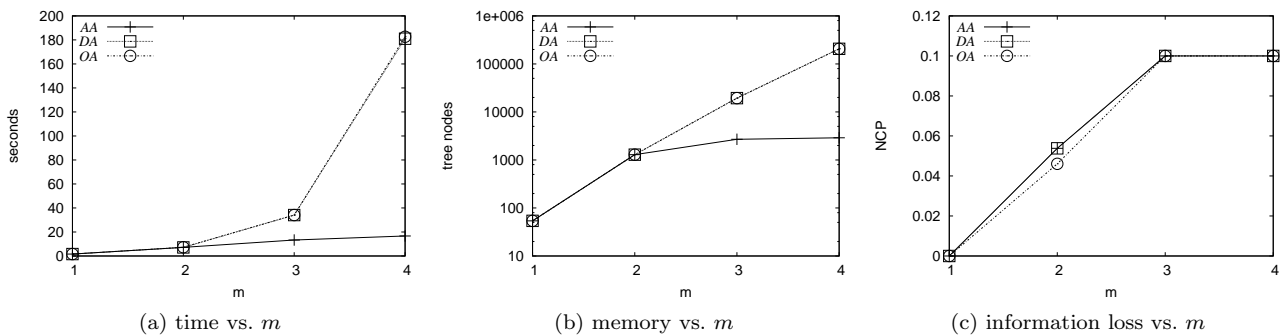 200
180
160
140
120
100
80
60
40
20
0
seconds
1 2 3 4
m
AA
DA
OA
(a) time vs. m
1e+006
100000
10000
1000
100
10
tree nodes
1 2 3 4
m
AA
DA
OA
(b) memory vs. m
0.12
0.1
0.08
0.06
0.04
0.02
0
NCP
1 2 3 4
m
AA
DA
OA
(c) information loss vs. m